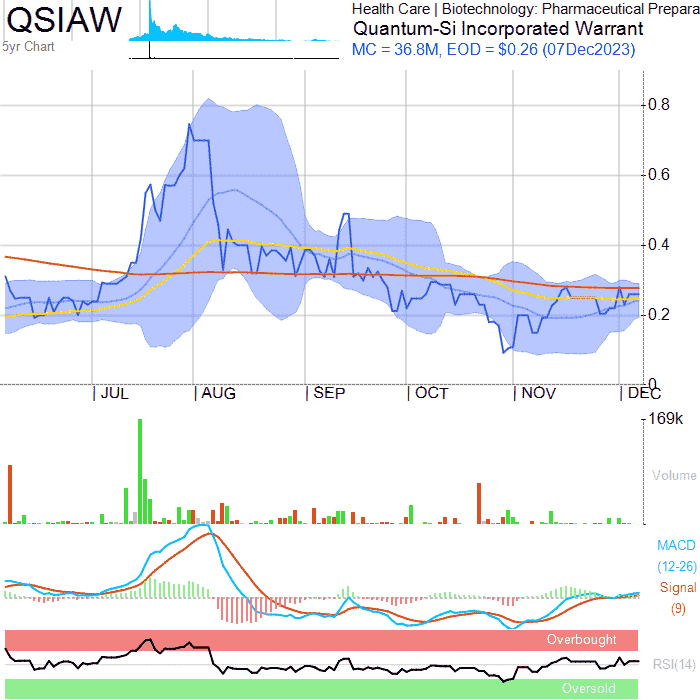 QSIAW
5yr Chart
Health Care | Biotechnology: Pharmaceutical Prepara
Quantum-Si Incorporated Warrant
MC = 36.8M, EOD = $0.26 (07Dec2023)
0.8
0.6
0.4
0.2
0
JUL AUG SEP OCT NOV DEC
169k
Volume
MACD
(12-26)
Signal
(9)
Overbought
RSI(14)
Oversold